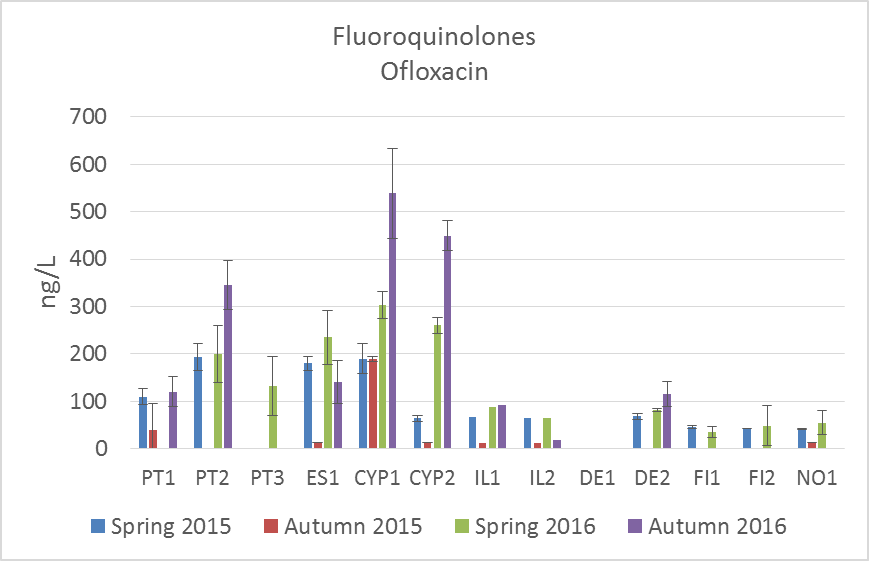 Fluoroquinolones
Ofloxacin
700
600
500
400
300
200
100
0
ng/L
PT1 PT2 PT3 ES1 CYP1 CYP2 IL1 IL2 DE1 DE2 FI1 FI2 NO1
Spring 2015 Autumn 2015 Spring 2016 Autumn 2016